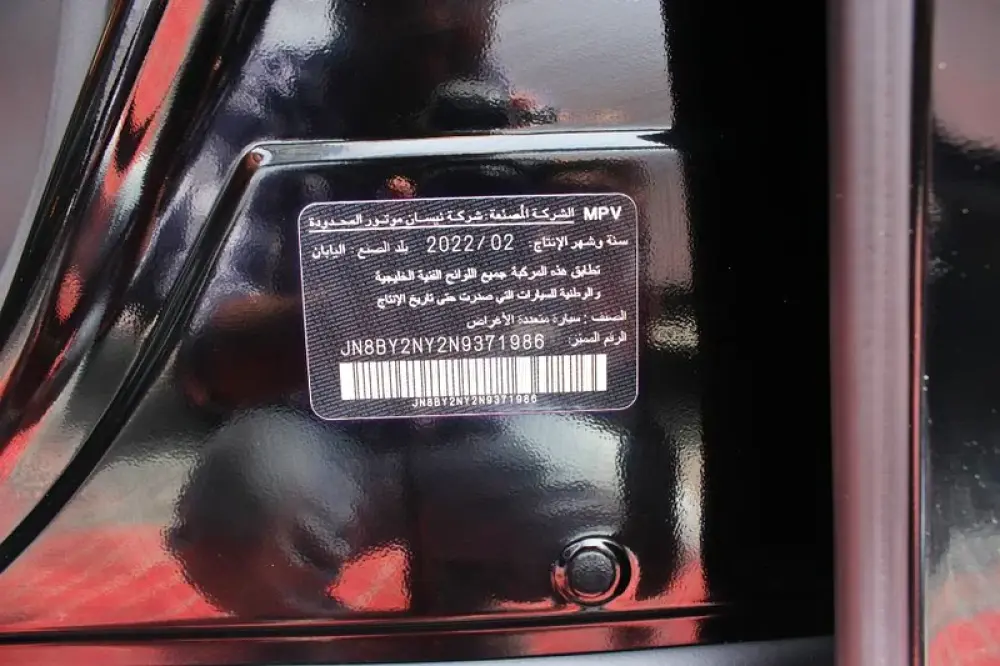 MPV الشركة المصنعة: شركة نيسان موتور المحدودة
سنة وشهر الإنتاج: 2022/02 بلد الصنع: اليابان
تطابق هذه المركبة جميع اللوائح الفنية الخليجية
والوطنية للسيارات التي صدرت حتى تاريخ الإنتاج
الصنف: سيارة متعددة الأغراض
الرقم المميز: JN8BY2NY2N9371986
JN8BY2NY2N9371986